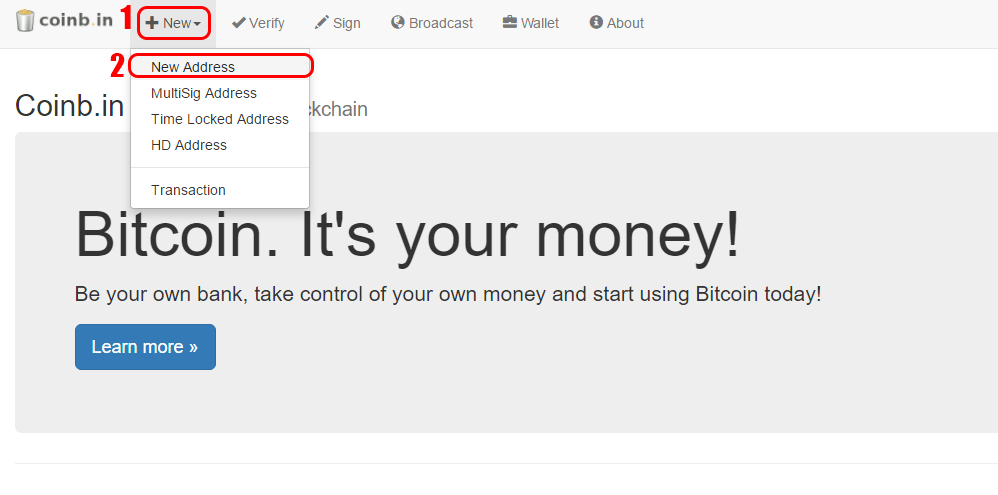 coinb.in 1 New Verify Sign Broadcast Wallet About
2 New Address
MultiSig Address
Coinb.in
Time Locked Address
HD Address
Transaction
Bitcoin. It's your money!
Be your own bank, take control of your own money and start using Bitcoin today!
Learn more »